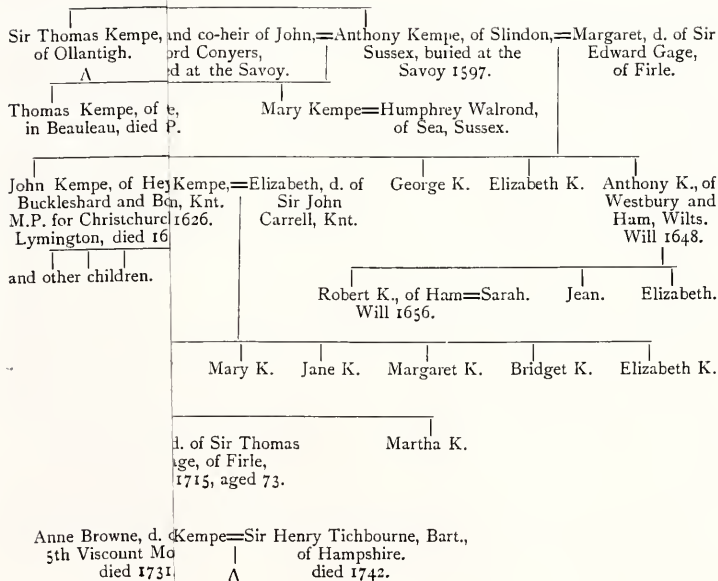 Sir Thomas Kempe, and co-heir of John,=Anthony Kempe, of Slindon,=Margaret, d. of Sir
of Ollantigh. ord Conyers, Sussex, buried at the Edward Gage,
d at the Savoy. Savoy 1597. of Firle.
Thomas Kempe, of e, Mary Kempe=Humphrey Walrond,
in Beauleau, died P. of Sea, Sussex.
John Kempe, of Hey Kempe,=Elizabeth, d. of George K. Elizabeth K. Anthony K., of
Buckleshard and Bo n, Knt. Sir John Westbury and
M.P. for Christchurc 1626. Carrell, Knt. Ham, Wilts.
Lymington, died 16 Will 1648.
and other children.
Robert K., of Ham=Sarah. Jean. Elizabeth.
Will 1656.
Mary K. Jane K. Margaret K. Bridget K. Elizabeth K.
d. of Sir Thomas Martha K.
age, of Firle,
1715, aged 73.
Anne Browne, d. o Kempe=Sir Henry Tichbourne, Bart.,
5th Viscount Mo of Hampshire.
died 1731 died 1742.